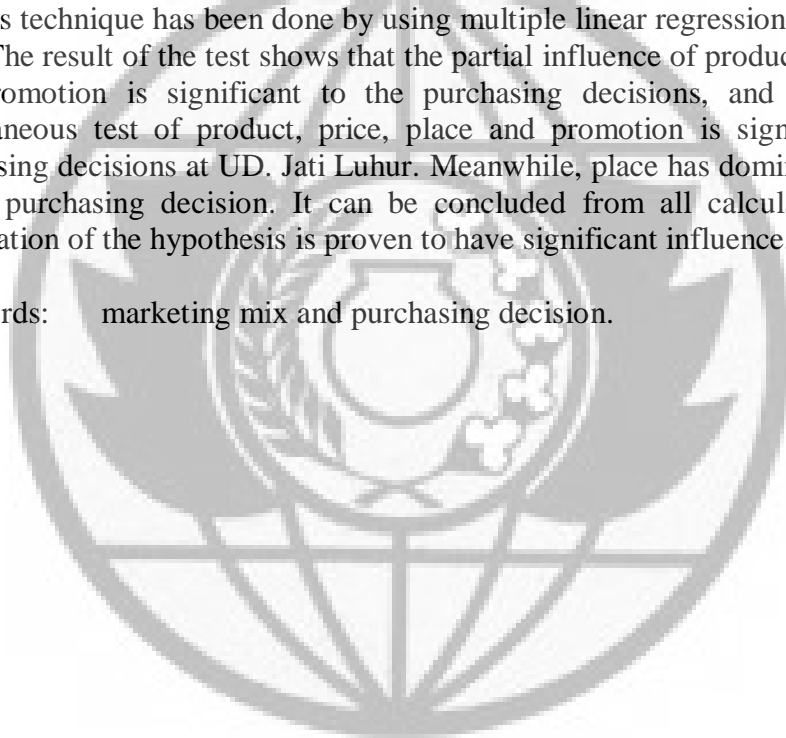 s technique has been done by using multiple linear regression
The result of the test shows that the partial influence of produc
romotion is significant to the purchasing decisions, and
aneous test of product, price, place and promotion is sign
sing decisions at UD. Jati Luhur. Meanwhile, place has domin
purchasing decision. It can be concluded from all calcula
ation of the hypothesis is proven to have significant influence
rds: marketing mix and purchasing decision.